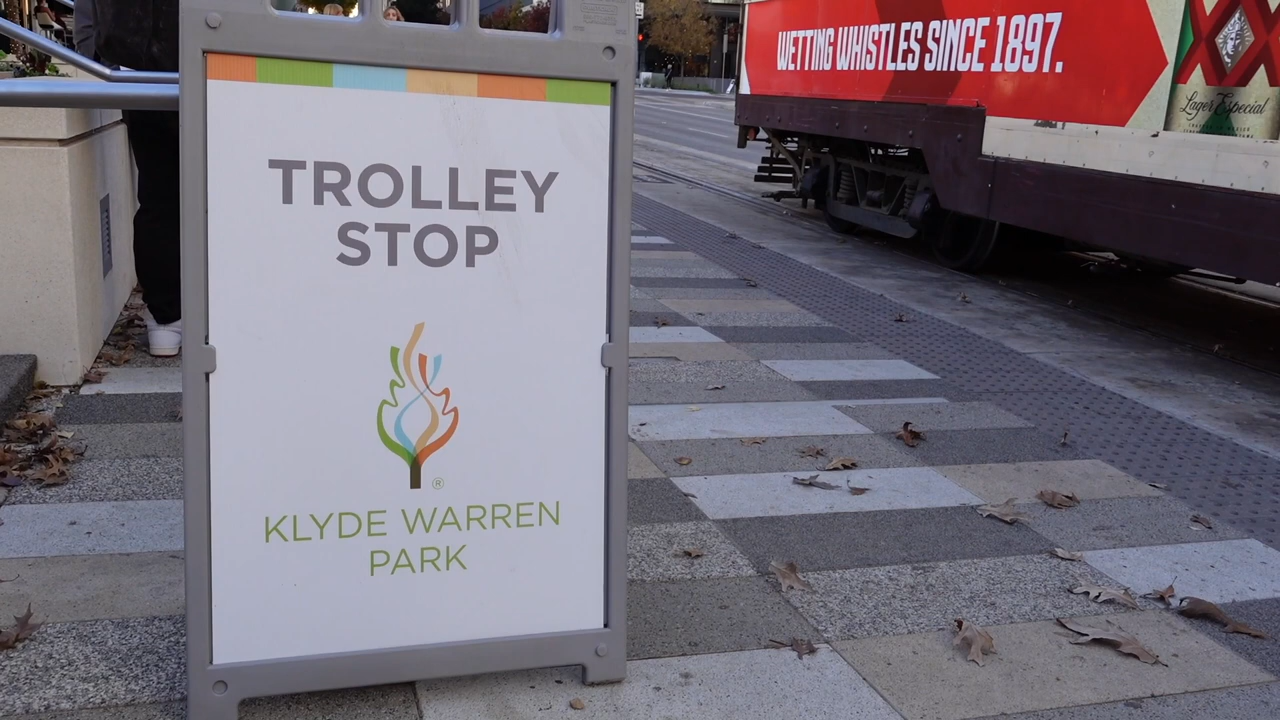 TROLLEY
STOP
®
KLYDE WARREN
PARK
WETTING WHISTLES SINCE 1897.
Lager Especial